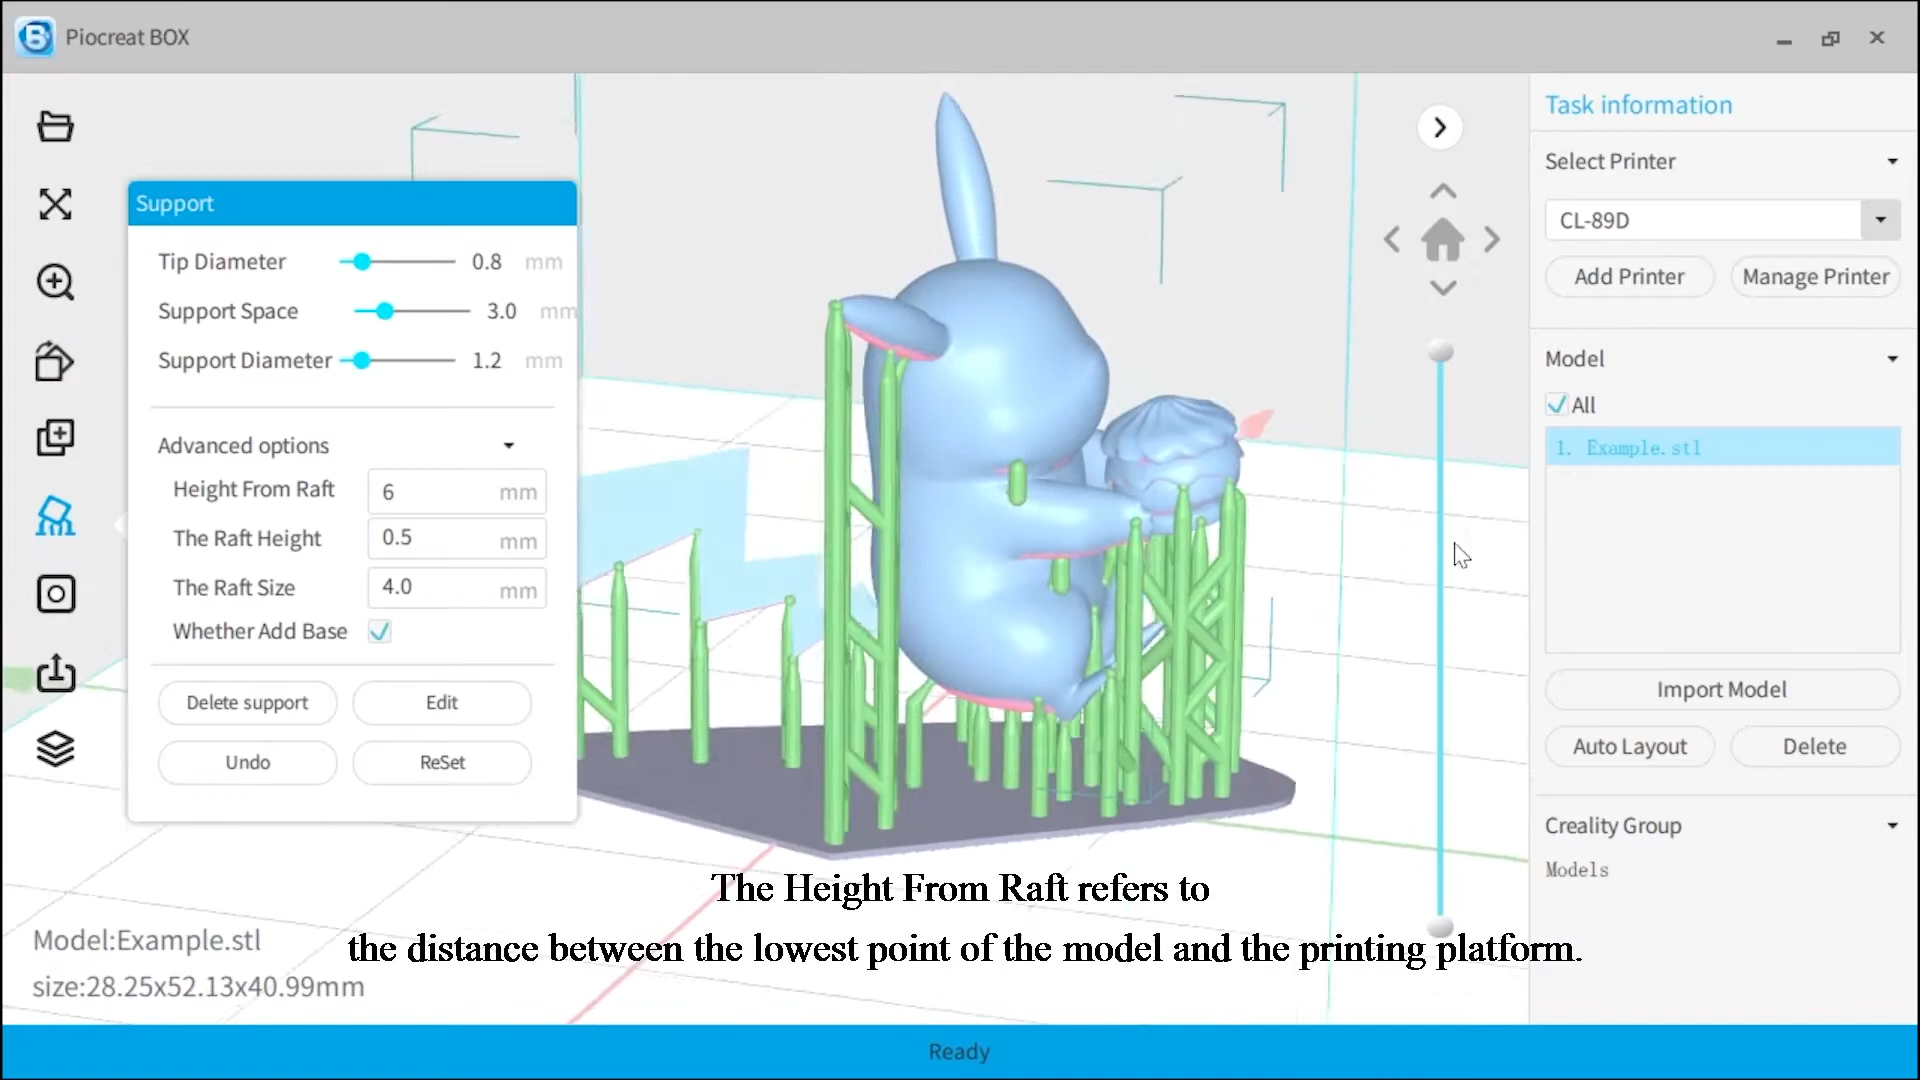 Piocreat BOX
Support
Tip Diameter 0.8 mm
Support Space 3.0 mm
Support Diameter 1.2 mm
Advanced options
Height From Raft 6 mm
The Raft Height 0.5 mm
The Raft Size 4.0 mm
Whether Add Base
Delete support Edit
Undo ReSet
Task information
Select Printer
CL-89D
Add Printer Manage Printer
Model
All
1. Example.stl
Import Model
Auto Layout Delete
Creality Group
Models
The Height From Raft refers to
the distance between the lowest point of the model and the printing platform.
Model:Example.stl
size:28.25x52.13x40.99mm
Ready